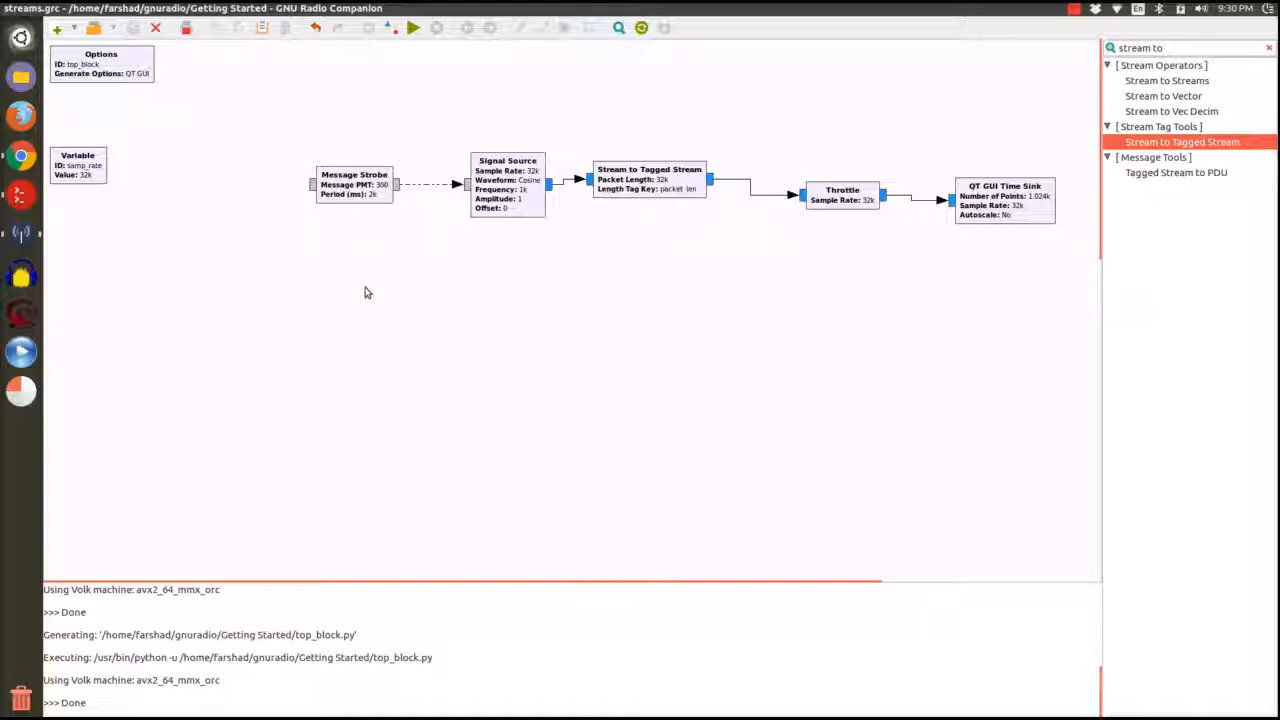 streams.grc - /home/farshad/gnuradio/Getting Started - GNU Radio Companion
En
9:30 PM
Options
ID: top_block
Generate Options: QT GUI
Variable
ID: samp_rate
Value: 32k
Message Strobe
Message PMT: 300
Period (ms): 2k
Signal Source
Sample Rate: 32k
Waveform: Cosine
Frequency: 1k
Amplitude: 1
Offset: 0
Stream to Tagged Stream
Packet Length: 32k
Length Tag Key: packet_len
Throttle
Sample Rate: 32k
QT GUI Time Sink
Number of Points: 1.024k
Sample Rate: 32k
Autoscale: No
stream to
[ Stream Operators ]
Stream to Streams
Stream to Vector
Stream to Vec Decim
[ Stream Tag Tools ]
Stream to Tagged Stream
[ Message Tools ]
Tagged Stream to PDU
Using Volk machine: avx2_64_mmx_orc
>>> Done
Generating: '/home/farshad/gnuradio/Getting Started/top_block.py'
Executing: /usr/bin/python -u /home/farshad/gnuradio/Getting Started/top_block.py
Using Volk machine: avx2_64_mmx_orc
>>> Done